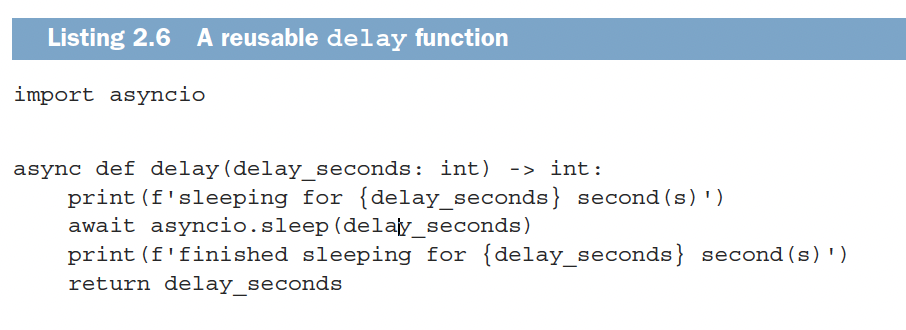 Listing 2.6 A reusable delay function
import asyncio
async def delay(delay_seconds: int) -> int:
    print(f'sleeping for {delay_seconds} second(s)')
    await asyncio.sleep(delay_seconds)
    print(f'finished sleeping for {delay_seconds} second(s)')
    return delay_seconds